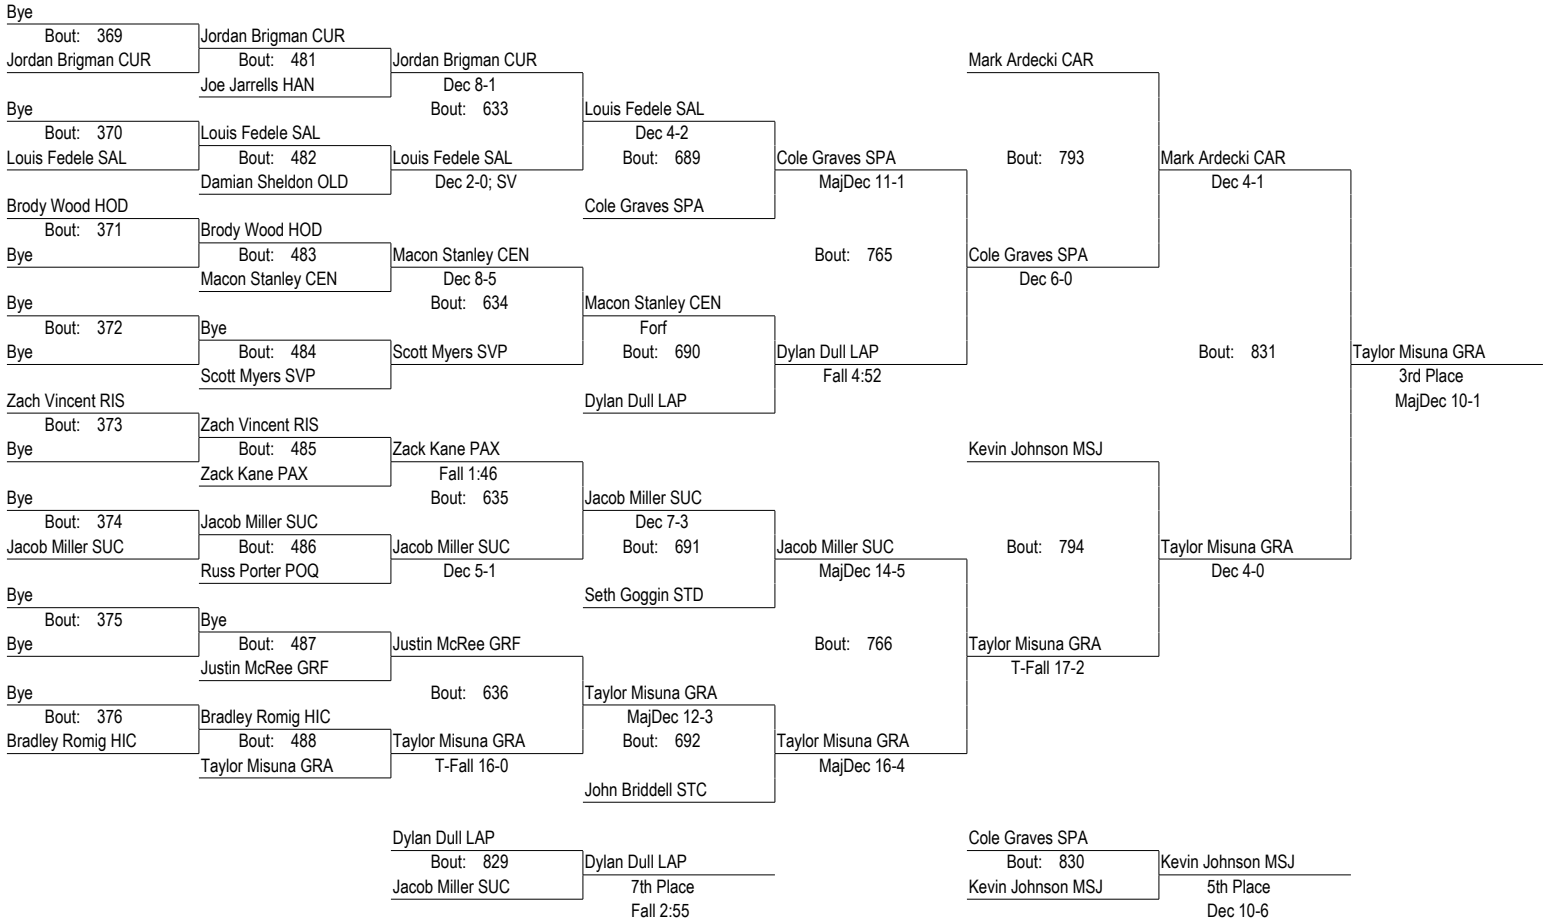 Bye
Bout: 369
Jordan Brigman CUR
Jordan Brigman CUR
Bout: 481
Joe Jarrells HAN
Jordan Brigman CUR
Dec 8-1
Bout: 633
Bye
Bout: 370
Louis Fedele SAL
Louis Fedele SAL
Bout: 482
Damian Sheldon OLD
Louis Fedele SAL
Dec 2-0; SV
Louis Fedele SAL
Dec 4-2
Bout: 689
Cole Graves SPA
Cole Graves SPA
MajDec 11-1
Brody Wood HOD
Bout: 371
Bye
Brody Wood HOD
Bout: 483
Macon Stanley CEN
Macon Stanley CEN
Dec 8-5
Bout: 634
Bye
Bout: 372
Bye
Bye
Bout: 484
Scott Myers SVP
Scott Myers SVP
Macon Stanley CEN
Forf
Bout: 690
Dylan Dull LAP
Dylan Dull LAP
Fall 4:52
Bout: 765
Cole Graves SPA
Dec 6-0
Mark Ardecki CAR
Bout: 793
Mark Ardecki CAR
Dec 4-1
Zach Vincent RIS
Bout: 373
Bye
Zach Vincent RIS
Bout: 485
Zack Kane PAX
Zack Kane PAX
Fall 1:46
Bout: 635
Bye
Bout: 374
Jacob Miller SUC
Jacob Miller SUC
Bout: 486
Russ Porter POQ
Jacob Miller SUC
Dec 5-1
Jacob Miller SUC
Dec 7-3
Bout: 691
Seth Goggin STD
Jacob Miller SUC
MajDec 14-5
Bye
Bout: 375
Bye
Bye
Bout: 487
Justin McRee GRF
Justin McRee GRF
Bout: 636
Bye
Bout: 376
Bradley Romig HIC
Bradley Romig HIC
Bout: 488
Taylor Misuna GRA
Taylor Misuna GRA
T-Fall 16-0
Taylor Misuna GRA
MajDec 12-3
Bout: 692
John Briddell STC
Taylor Misuna GRA
MajDec 16-4
Bout: 766
Taylor Misuna GRA
T-Fall 17-2
Kevin Johnson MSJ
Bout: 794
Taylor Misuna GRA
Dec 4-0
Bout: 831
Taylor Misuna GRA
3rd Place
MajDec 10-1
Dylan Dull LAP
Bout: 829
Jacob Miller SUC
Dylan Dull LAP
7th Place
Fall 2:55
Cole Graves SPA
Bout: 830
Kevin Johnson MSJ
Kevin Johnson MSJ
5th Place
Dec 10-6